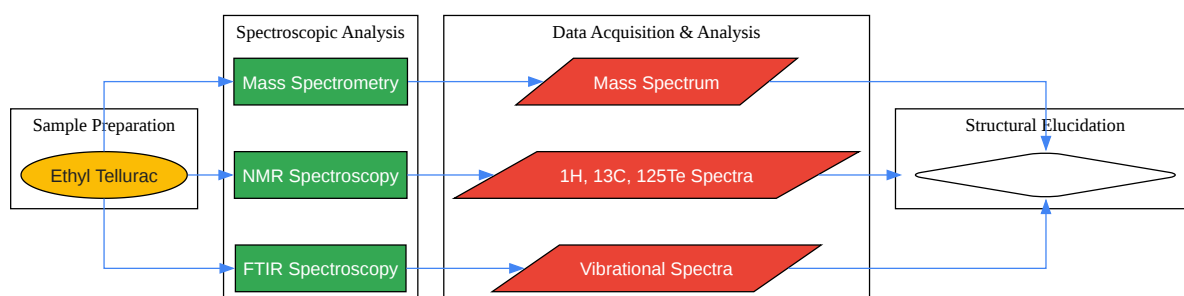 Spectroscopic Analysis
Data Acquisition & Analysis
Mass Spectrometry
Mass Spectrum
Sample Preparation
Structural Elucidation
Ethyl Tellurac
NMR Spectroscopy
1H, 13C, 125Te Spectra
FTIR Spectroscopy
Vibrational Spectra